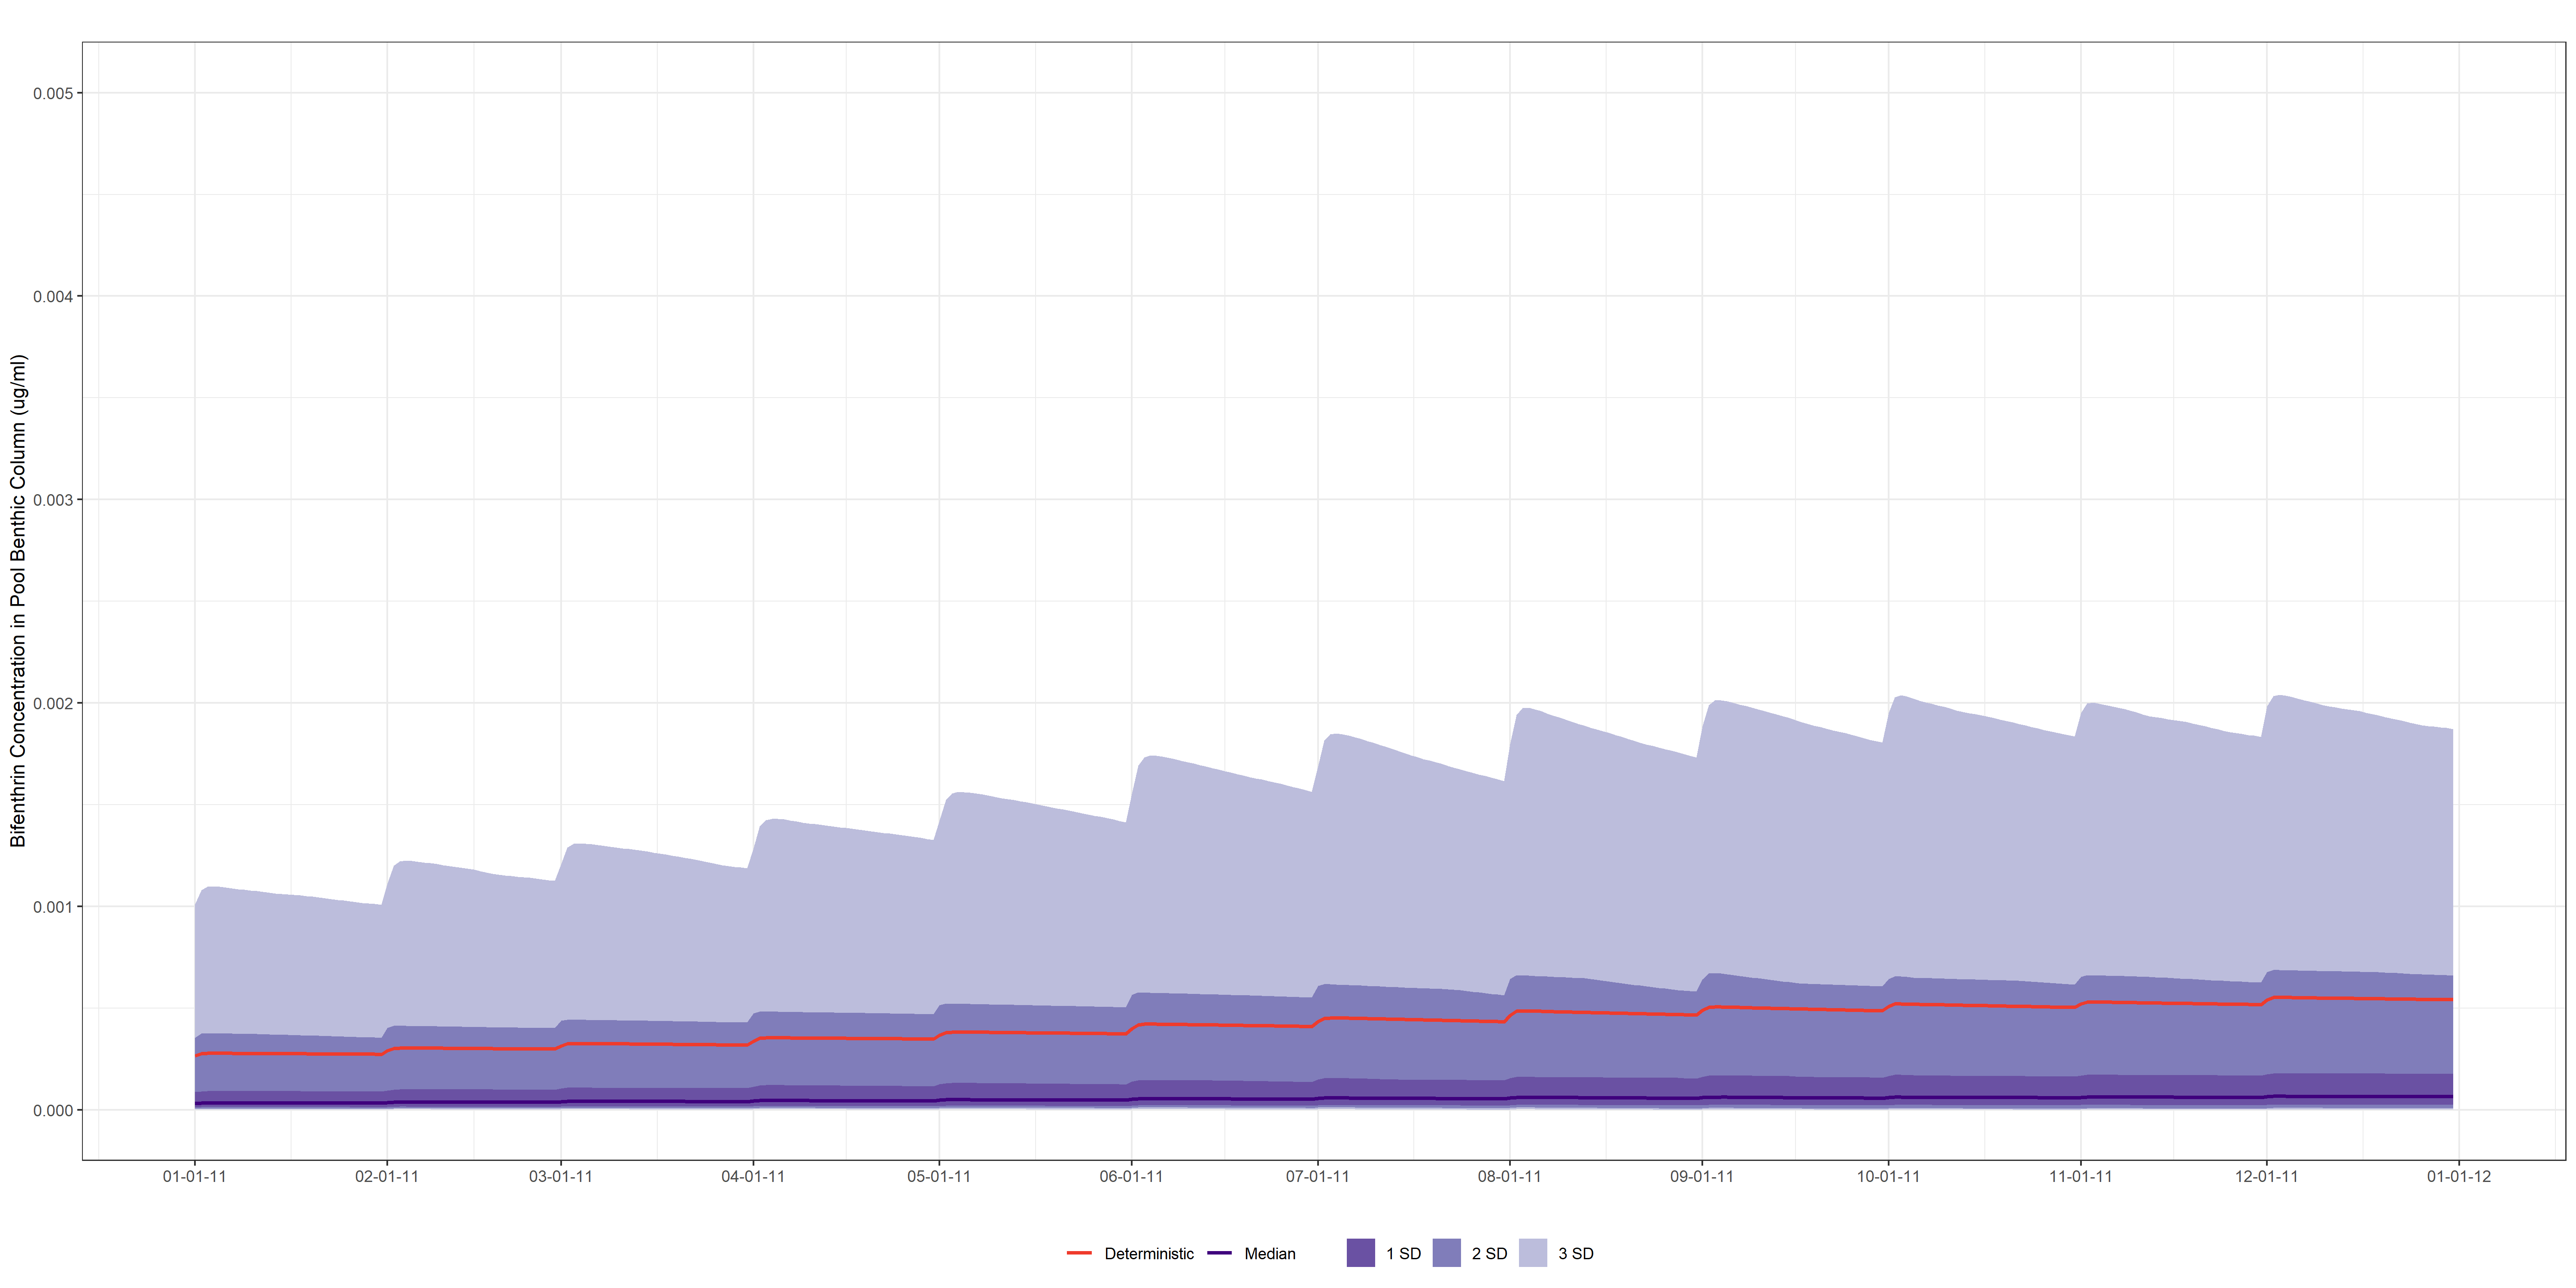 Bifenthrin Concentration in Pool Benthic Column (ug/ml)
0.005
0.004
0.003
0.002
0.001
0.000
01-01-11 02-01-11 03-01-11 04-01-11 05-01-11 06-01-11 07-01-11 08-01-11 09-01-11 10-01-11 11-01-11 12-01-11 01-01-12
Deterministic Median 1 SD 2 SD 3 SD